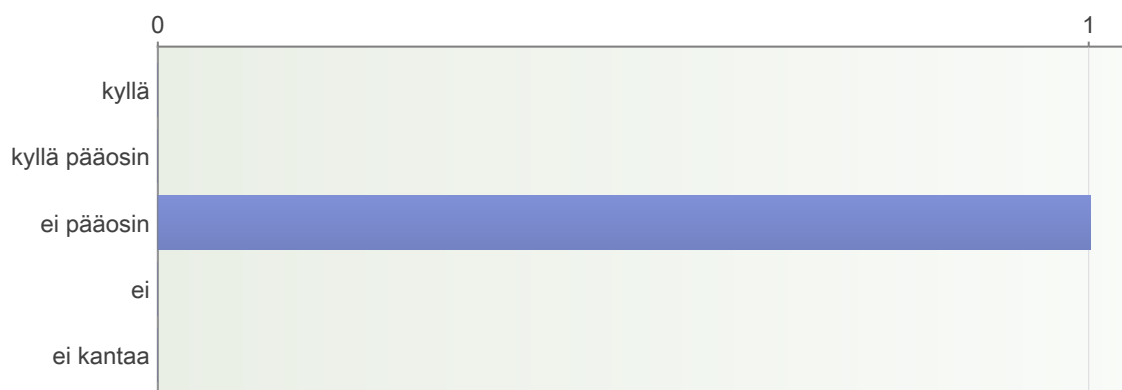 0 1
kyllä
kyllä pääosin
ei pääosin
ei
ei kantaa